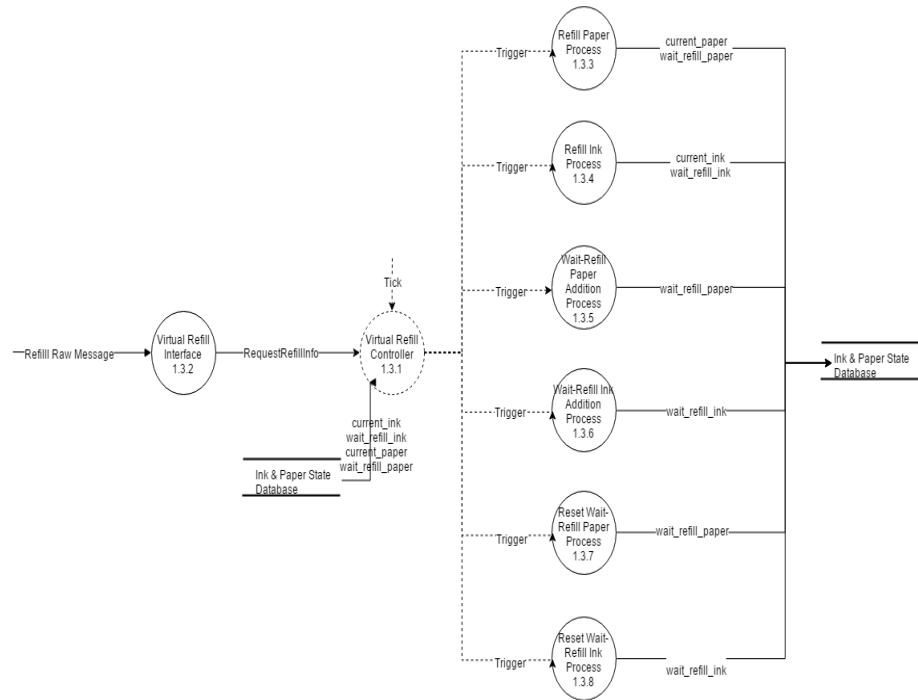 Refill Paper
Process
1.3.3
Trigger
current_paper
wait_refill_paper
Refill Ink
Process
1.3.4
Trigger
current_ink
wait_refill_ink
Wait-Refill
Paper
Addition
Process
1.3.5
Trigger
wait_refill_paper
Tick
Refilll Raw Message
Virtual Refill
Interface
1.3.2
RequestRefillInfo
Virtual Refill
Controller
1.3.1
Ink & Paper State
Database
Wait-Refill Ink
Addition
Process
1.3.6
Trigger
wait_refill_ink
current_ink
wait_refill_ink
current_paper
wait_refill_paper
Ink & Paper State
Database
Reset Wait-
Refill Paper
Process
1.3.7
Trigger
wait_refill_paper
Reset Wait-
Refill Ink
Process
1.3.8
Trigger
wait_refill_ink